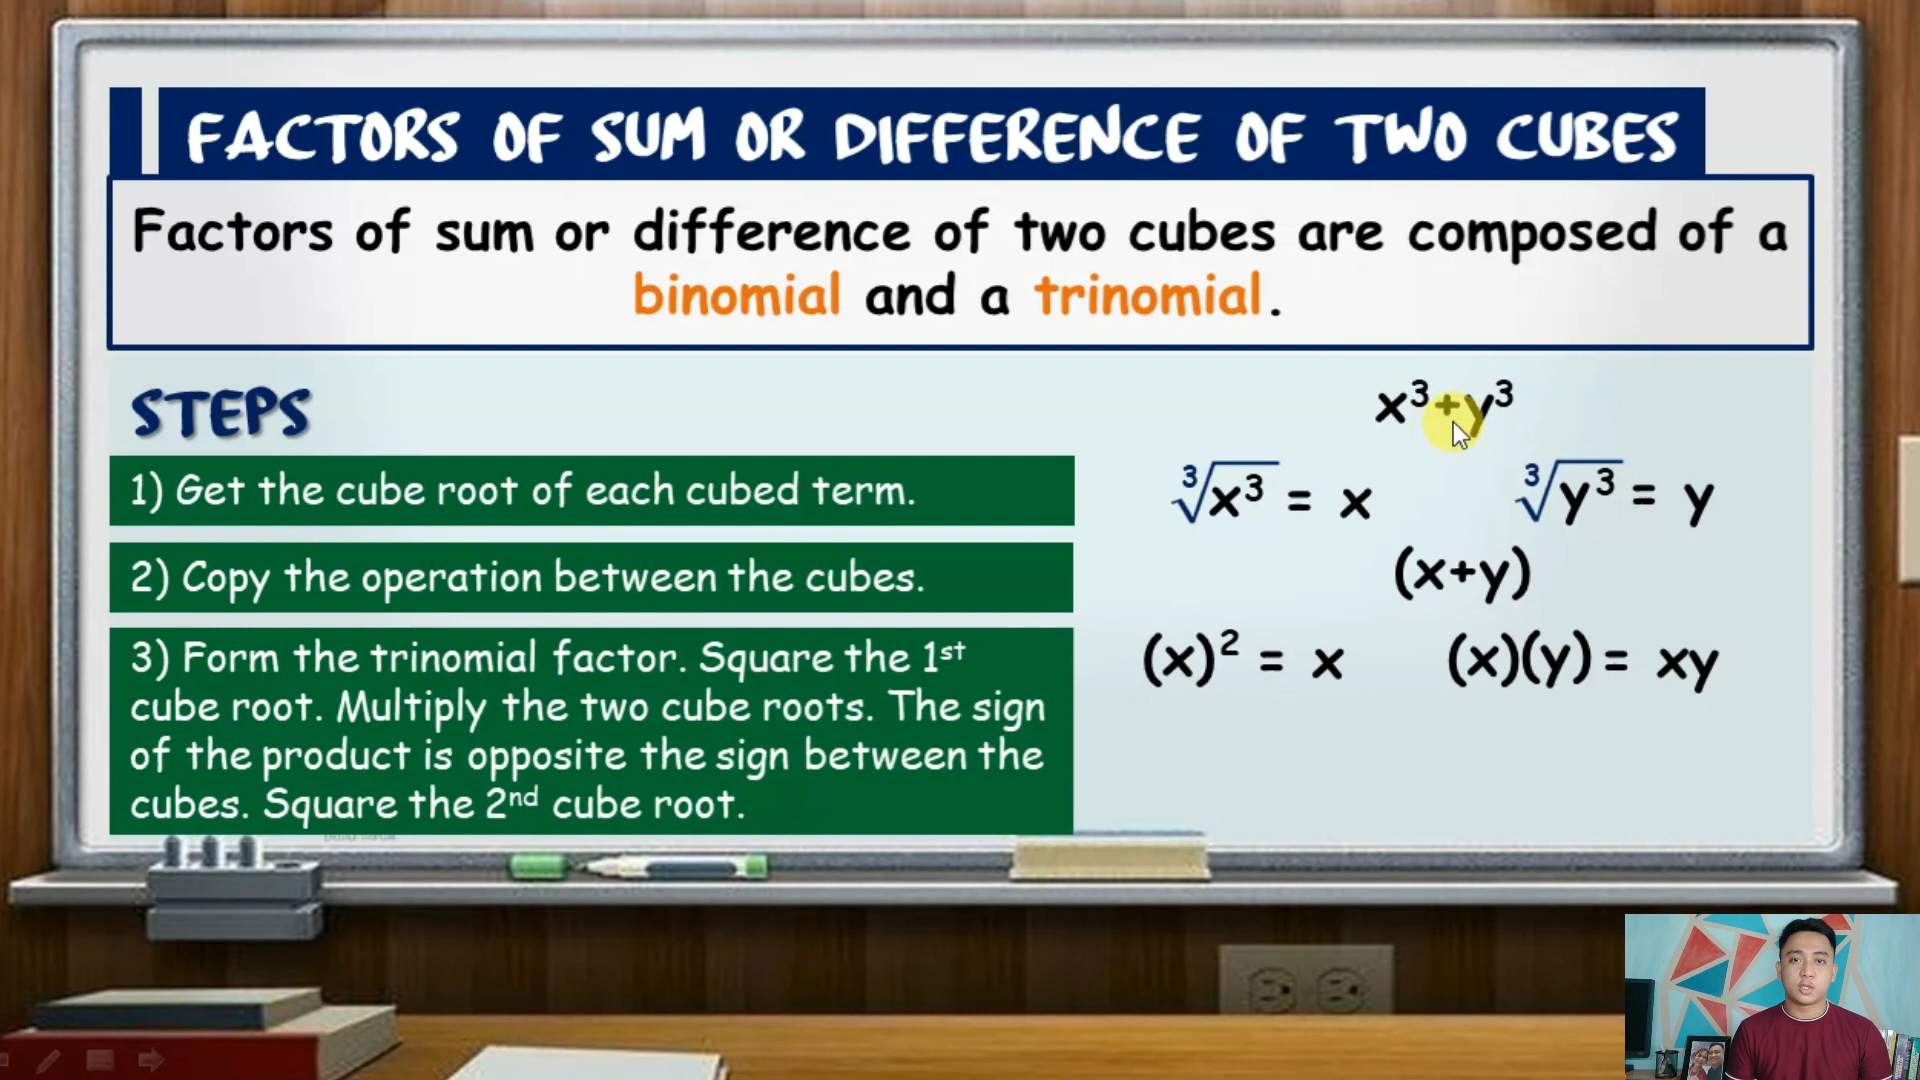 FACTORS OF SUM OR DIFFERENCE OF TWO CUBES
Factors of sum or difference of two cubes are composed of a
binomial and a trinomial.
STEPS
x³+y³
1) Get the cube root of each cubed term.
∛x³ = x
∛y³ = y
2) Copy the operation between the cubes.
(x+y)
3) Form the trinomial factor. Square the 1st
cube root. Multiply the two cube roots. The sign
of the product is opposite the sign between the
cubes. Square the 2nd cube root.
(x)² = x
(x)(y) = xy